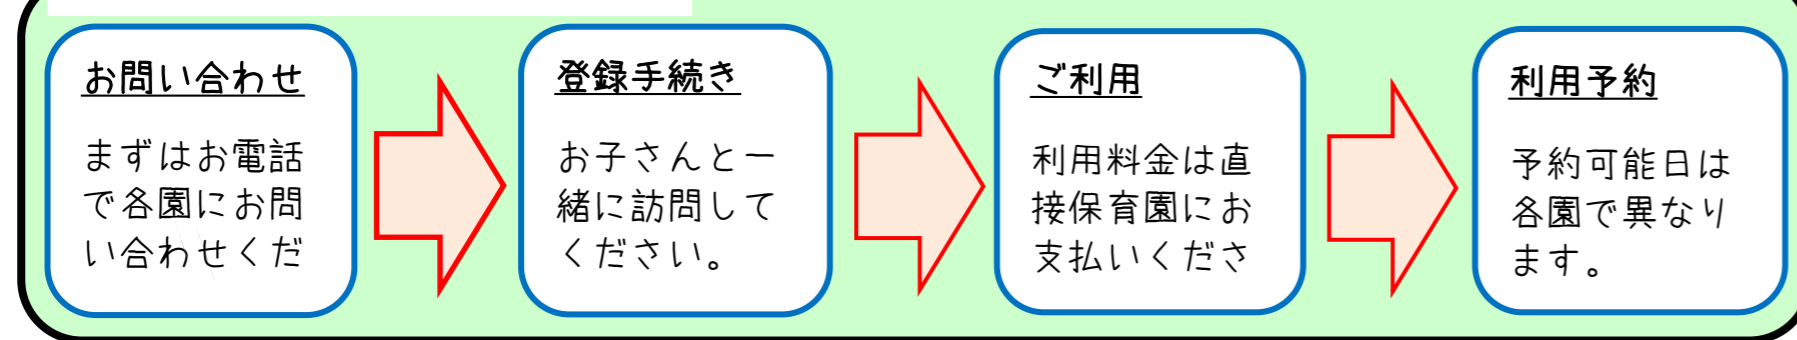 お問い合わせ
まずはお電話
で各園にお問
い合わせくだ
登録手続き
お子さんと一
緒に訪問して
ください。
ご利用
利用料金は直
接保育園にお
支払いくださ
利用予約
予約可能日は
各園で異なり
ます。